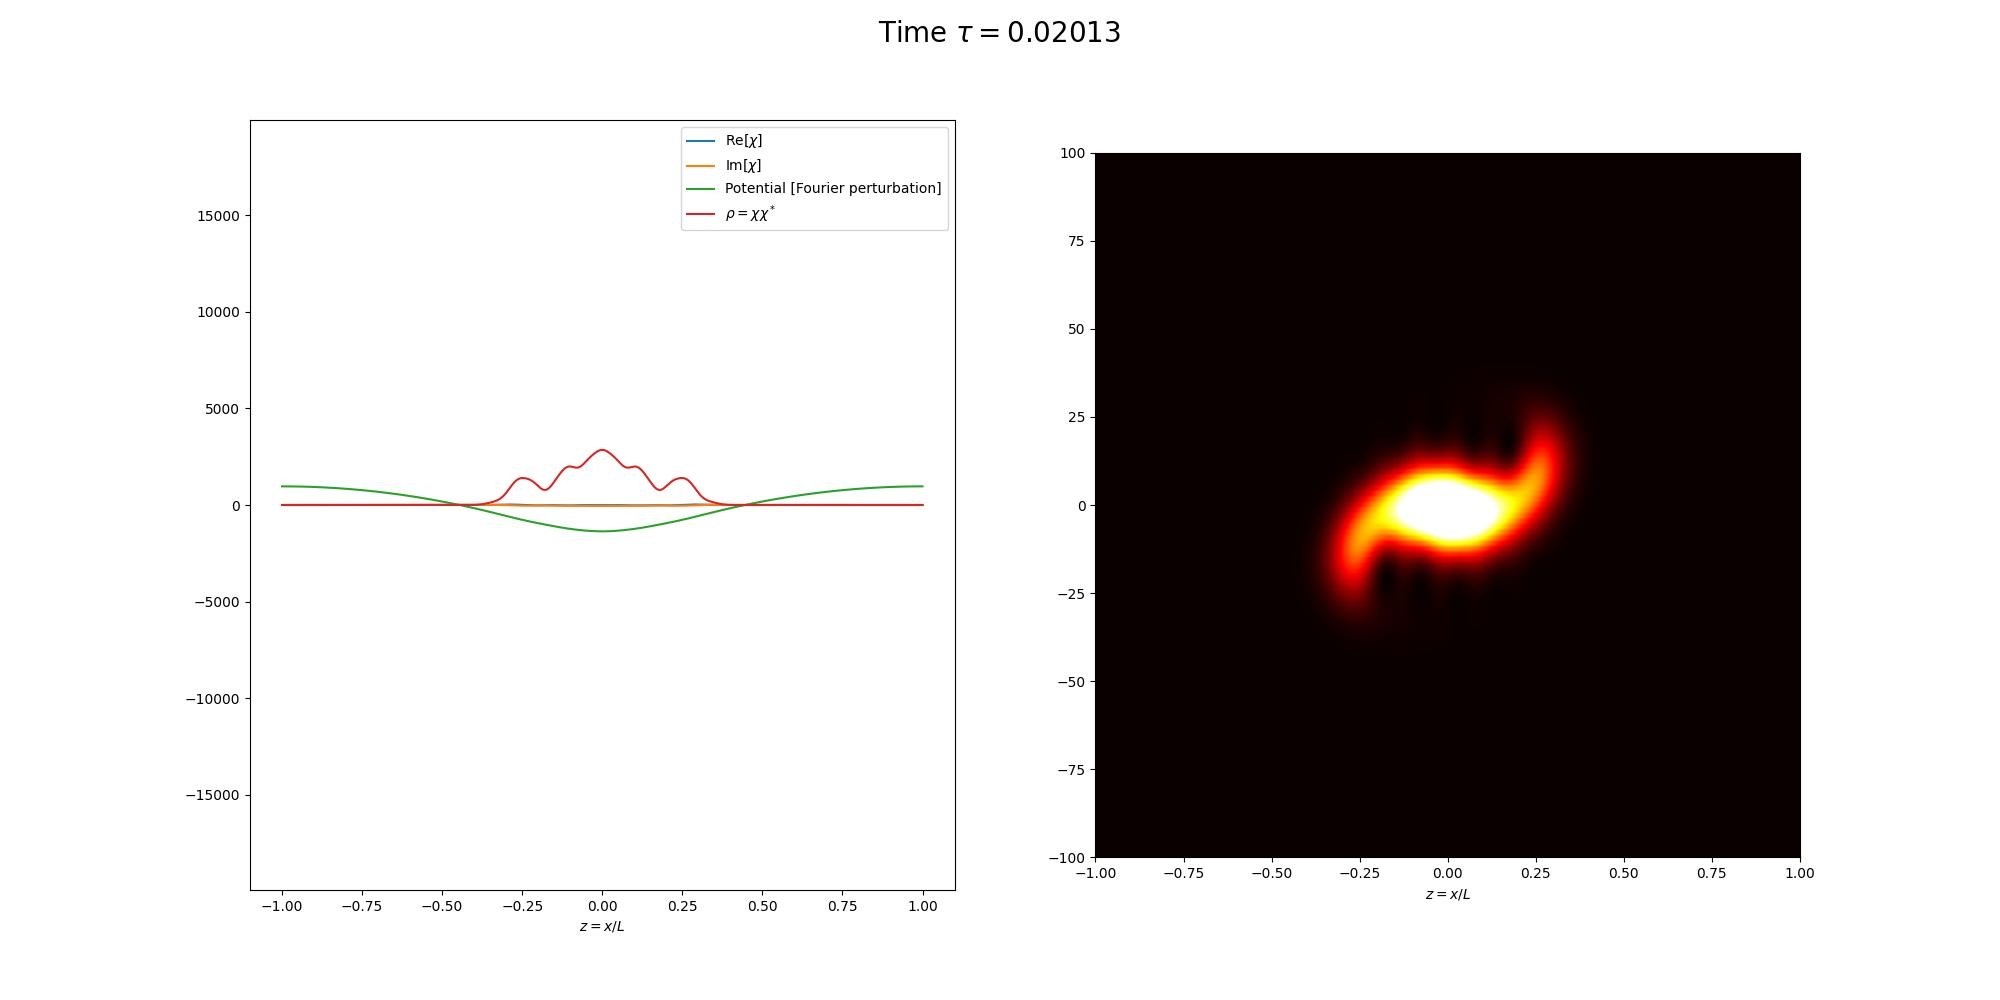 Time τ = 0.02013
Re[χ]
Im[χ]
Potential [Fourier perturbation]
ρ = χχ*
15000
10000
5000
0
−5000
−10000
−15000
−1.00 −0.75 −0.50 −0.25 0.00 0.25 0.50 0.75 1.00
z = x/L
100
75
50
25
0
−25
−50
−75
−100
−1.00 −0.75 −0.50 −0.25 0.00 0.25 0.50 0.75 1.00
z = x/L